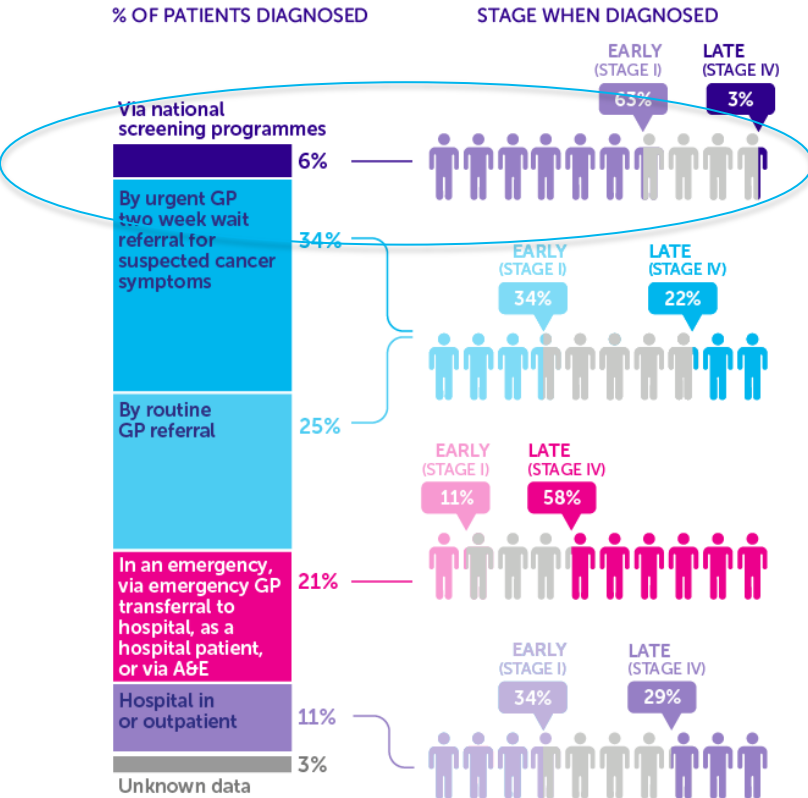 % OF PATIENTS DIAGNOSED
STAGE WHEN DIAGNOSED
EARLY
(STAGE I)
LATE
(STAGE IV)
63%
3%
Via national
screening programmes
6%
By urgent GP
two week wait
referral for
suspected cancer
symptoms
34%
EARLY
(STAGE I)
LATE
(STAGE IV)
34%
22%
By routine
GP referral
25%
EARLY
(STAGE I)
LATE
(STAGE IV)
11%
58%
In an emergency,
via emergency GP
transferral to
hospital, as a
hospital patient,
or via A&E
21%
EARLY
(STAGE I)
LATE
(STAGE IV)
34%
29%
Hospital in
or outpatient
11%
3%
Unknown data